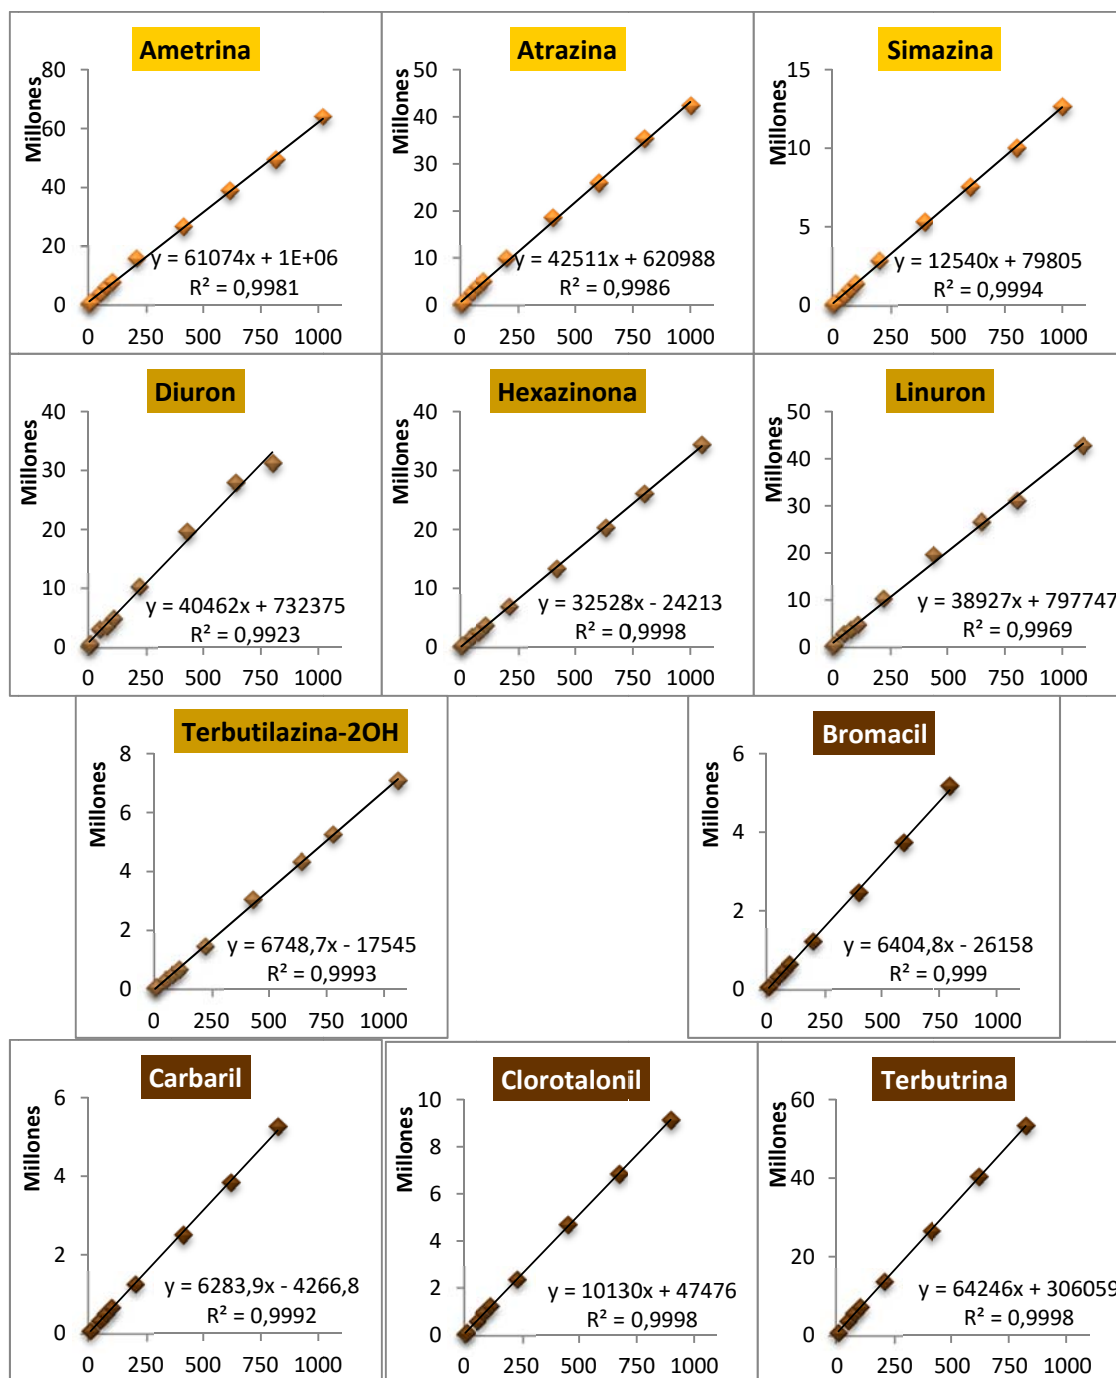 Ametrina
Millones
80
60
40
20
0
y = 61074x + 1E+06
R² = 0,9981
0 250 500 750 1000
Atrazina
50
40
30
20
10
0
y = 42511x + 620988
R² = 0,9986
0 250 500 750 1000
Simazina
Millones
15
10
5
0
y = 12540x + 79805
R² = 0,9994
0 250 500 750 1000
Diuron
Millones
40
30
20
10
0
y = 40462x + 732375
R² = 0,9923
0 250 500 750 1000
Hexazinona
Millones
40
30
20
10
0
y = 32528x - 24213
R² = 0,9998
0 250 500 750 1000
Linuron
Millones
50
40
30
20
10
0
y = 38927x + 797747
R² = 0,9969
0 250 500 750 1000
Terbutilazina-2OH
Millones
8
6
4
2
0
y = 6748,7x - 17545
R² = 0,9993
0 250 500 750 1000
Bromacil
Millones
6
4
2
0
y = 6404,8x - 26158
R² = 0,999
0 250 500 750 1000
Carbaril
Millones
6
4
2
0
y = 6283,9x - 4266,8
R² = 0,9992
0 250 500 750 1000
Clorotalonil
Millones
10
8
6
4
2
0
y = 10130x + 47476
R² = 0,9998
0 250 500 750 1000
Terbutrina
Millones
60
40
20
0
y = 64246x + 306059
R² = 0,9998
0 250 500 750 1000